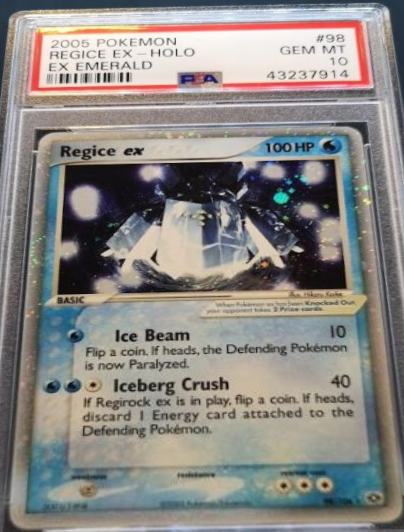 2005 POKEMON #98
REGICE EX-HOLO GEM MT
EX EMERALD 10
PSA 43237914
Regice ex 100 HP
illus. Hikaru Koike
BASIC
When Pokémon-ex has been Knocked Out,
your opponent takes 2 Prize cards.
Ice Beam 10
Flip a coin. If heads, the Defending Pokémon
is now Paralyzed.
Iceberg Crush 40
If Regirock ex is in play, flip a coin. If heads,
discard 1 Energy card attached to the
Defending Pokémon.
weakness resistance retreat cost